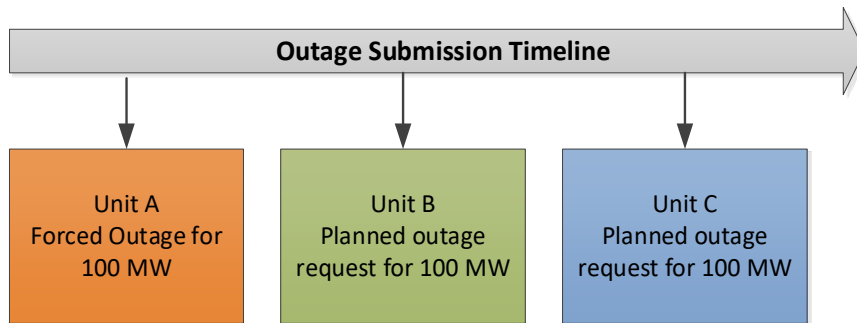 Outage Submission Timeline
Unit A
Forced Outage for
100 MW
Unit B
Planned outage
request for 100 MW
Unit C
Planned outage
request for 100 MW